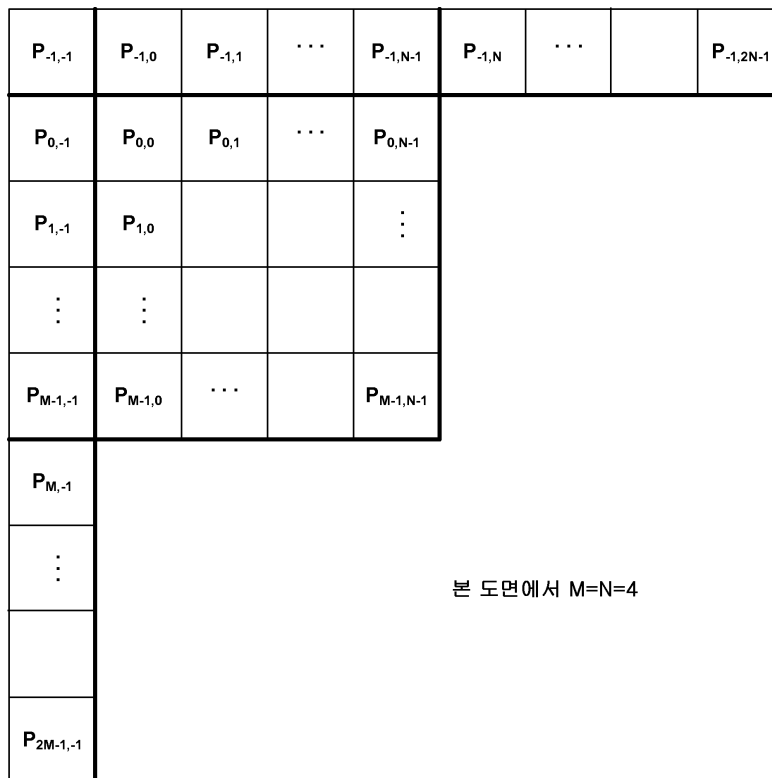 P-1,-1 P-1,0 P-1,1 ··· P-1,N-1 P-1,N ··· P-1,2N-1
P0,-1 P0,0 P0,1 ··· P0,N-1
P1,-1 P1,0 ⋮
⋮ ⋮
PM-1,-1 PM-1,0 ··· PM-1,N-1
PM,-1
⋮
본 도면에서 M=N=4
P2M-1,-1